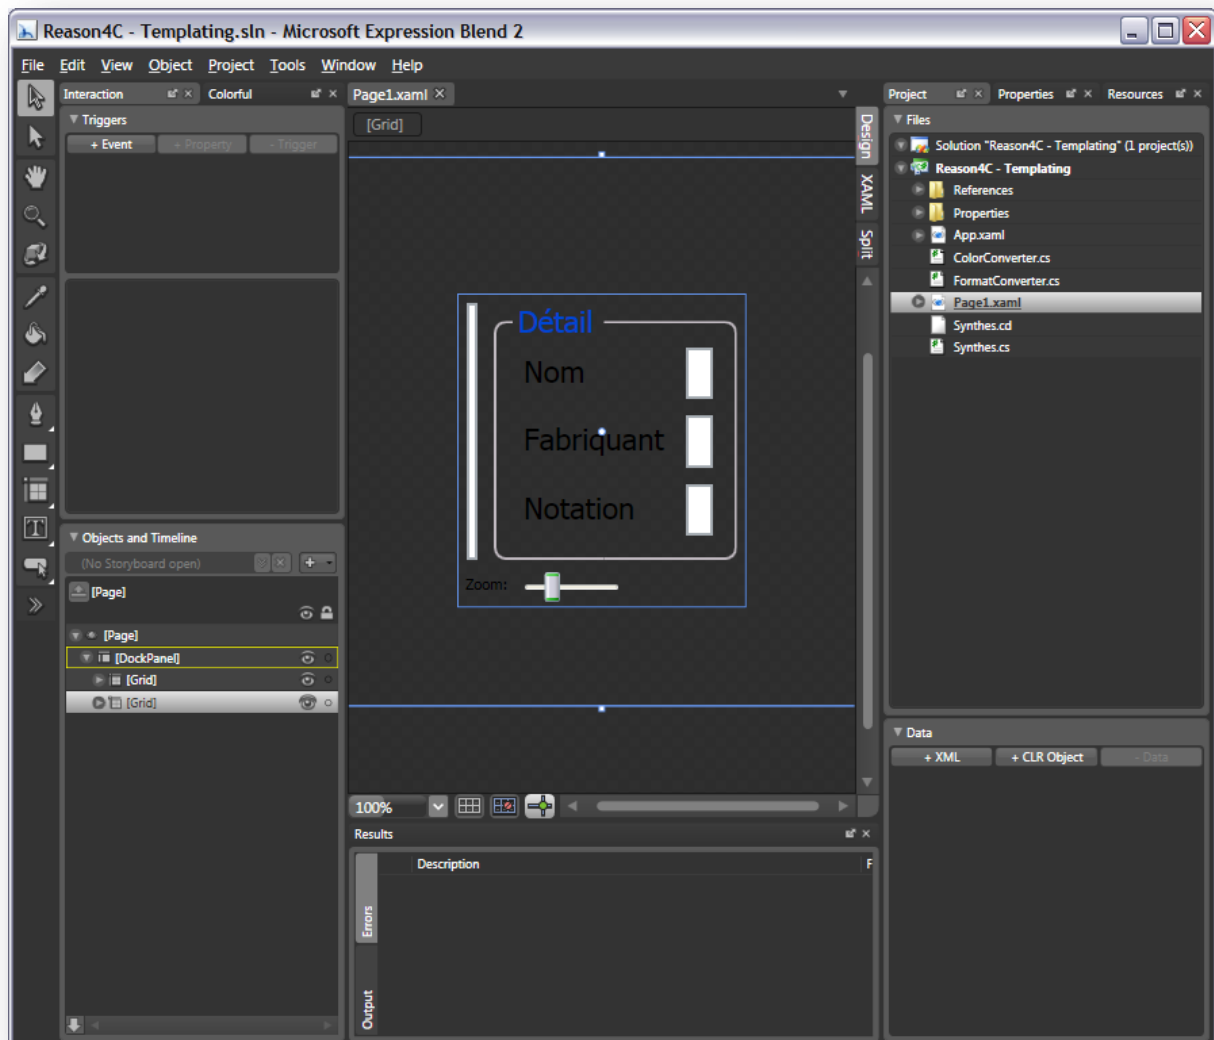 Reason4C - Templating.sln - Microsoft Expression Blend 2
File Edit View Object Project Tools Window Help
Interaction Colorful
Triggers
+ Event + Property - Trigger
Objects and Timeline
(No Storyboard open)
[Page]
[Page]
[DockPanel]
[Grid]
[Grid]
Page1.xaml
[Grid]
Design
XAML
Split
Détail
Nom
Fabriquant
Notation
Zoom:
100%
Results
Description F
Errors
Output
Project Properties Resources
Files
Solution "Reason4C - Templating" (1 project(s))
Reason4C - Templating
References
Properties
App.xaml
ColorConverter.cs
FormatConverter.cs
Page1.xaml
Synthes.cd
Synthes.cs
Data
+ XML + CLR Object - Data